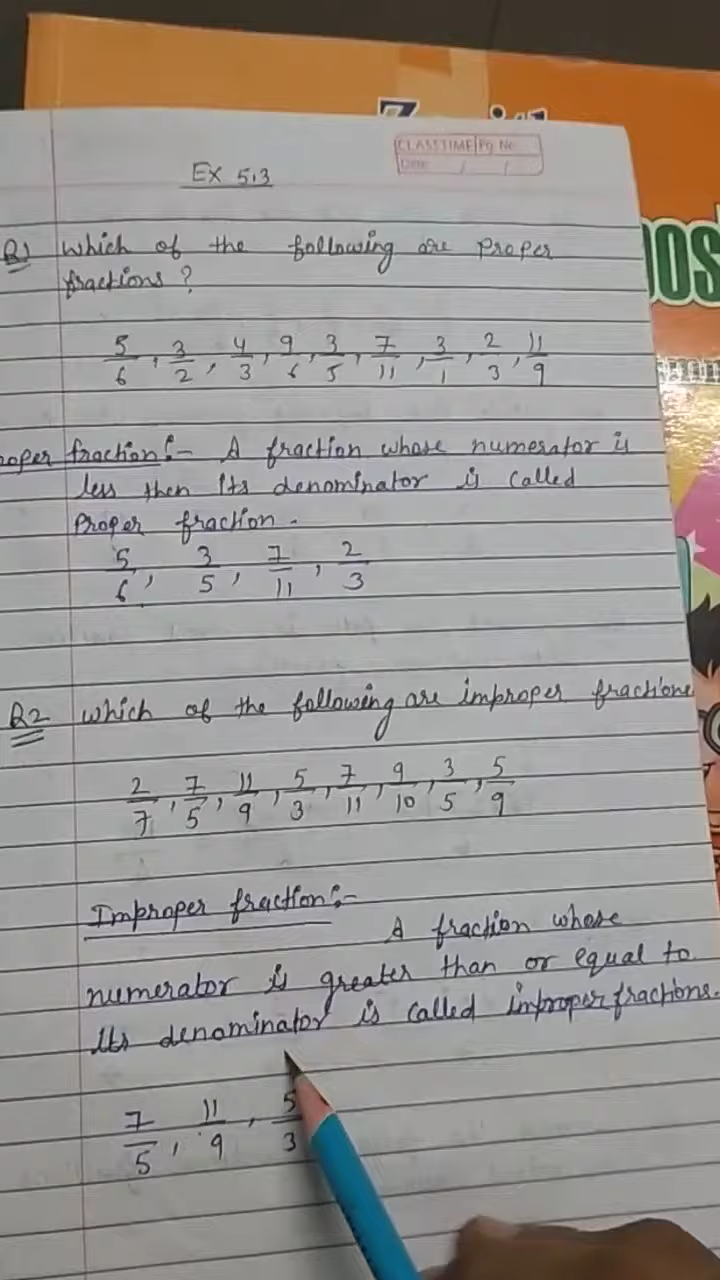 CLASSTIME Pg. No.
Date / /
Ex 5.3
Q1 which of the following are proper
fractions?
5/6, 3/2, 4/3, 9/6, 3/5, 7/11, 3/1, 2/3, 11/9
oper fraction:- A fraction whose numerator is
less then its denominator is called
Proper fraction.
5/6, 3/5, 7/11, 2/3
Q2 which of the following are improper fractions
2/7, 7/5, 11/9, 5/3, 7/11, 9/10, 3/5, 5/9
Improper fraction:-
A fraction whose
numerator is greater than or equal to
its denominator is called improper fractions.
7/5, 11/9, 5/3